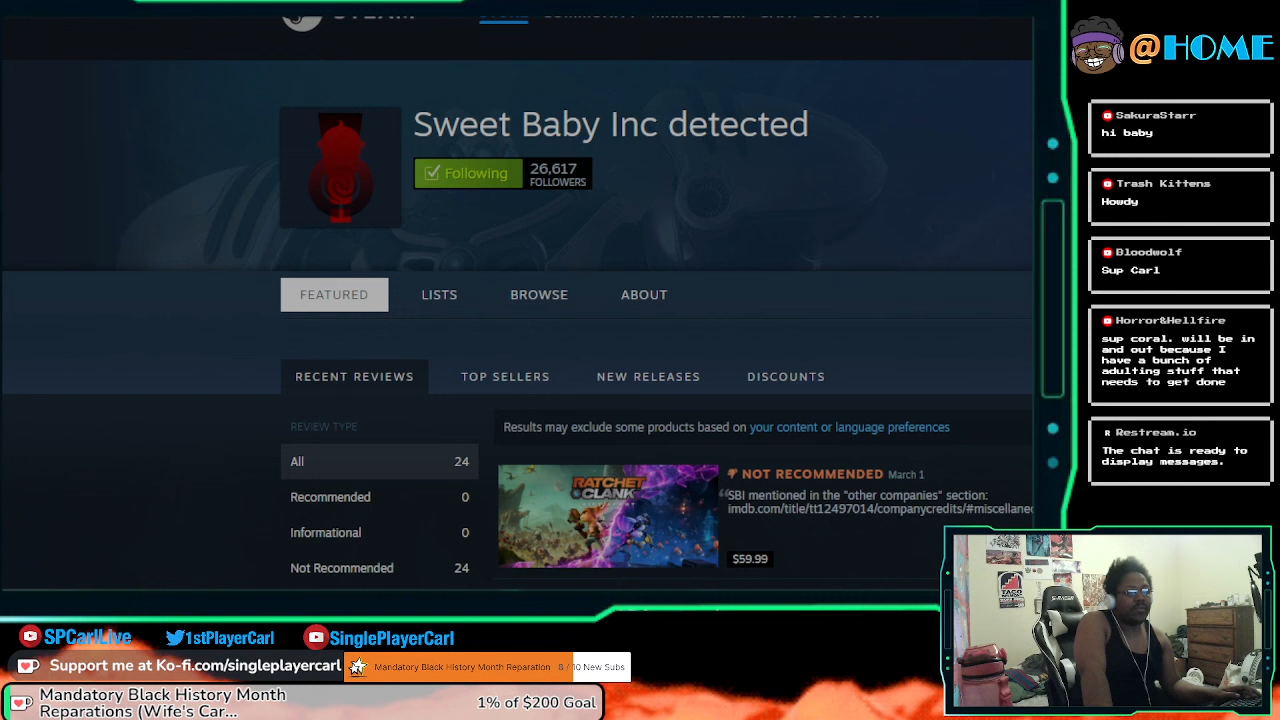 STEAM
STORE COMMUNITY CHAT SUPPORT
Sweet Baby Inc detected
Following
26,617
FOLLOWERS
FEATURED
LISTS
BROWSE
ABOUT
RECENT REVIEWS
TOP SELLERS
NEW RELEASES
DISCOUNTS
REVIEW TYPE
All 24
Recommended 0
Informational 0
Not Recommended 24
Results may exclude some products based on your content or language preferences
RATCHET
CLANK
NOT RECOMMENDED March 1
SBI mentioned in the "other companies" section:
imdb.com/title/tt12497014/companycredits/#miscellane
$59.99
@HOME
SakuraStarr
hi baby
Trash Kittens
Howdy
Bloodwolf
Sup Carl
Horror&Hellfire
sup coral. will be in
and out because I
have a bunch of
adulting stuff that
needs to get done
R Restream.io
The chat is ready to
display messages.
TACO
SPCarlLive
1stPlayerCarl
SinglePlayerCarl
Support me at Ko-fi.com/singleplayercarl
Mandatory Black History Month Reparation 8 / 10 New Subs
Mandatory Black History Month
Reparations (Wife's Car...
1% of $200 Goal